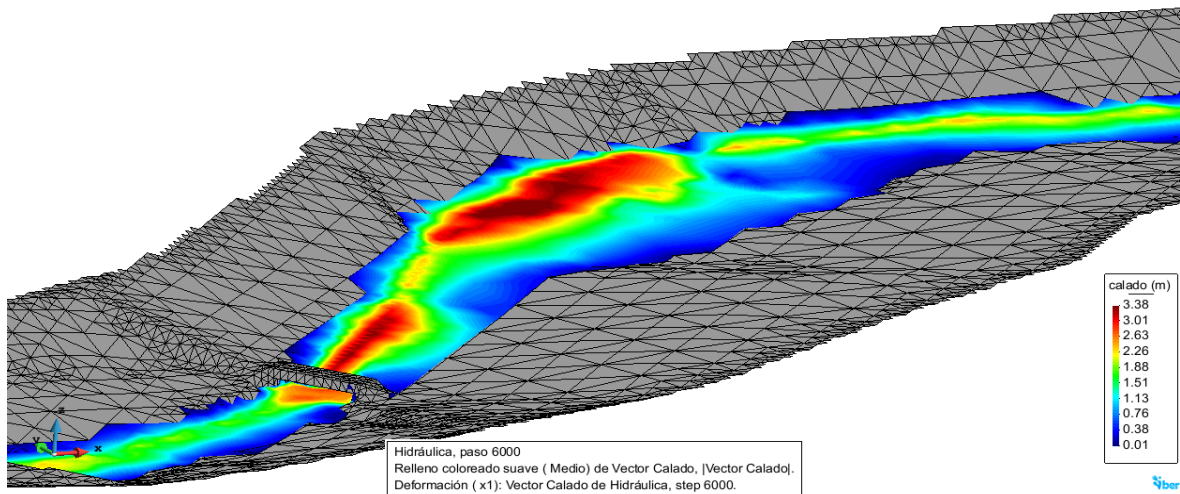 calado (m)
3.38
3.01
2.63
2.26
1.88
1.51
1.13
0.76
0.38
0.01
z
y
x
Hidráulica, paso 6000
Relleno coloreado suave ( Medio) de Vector Calado, |Vector Calado|.
Deformación ( x1): Vector Calado de Hidráulica, step 6000.
iber